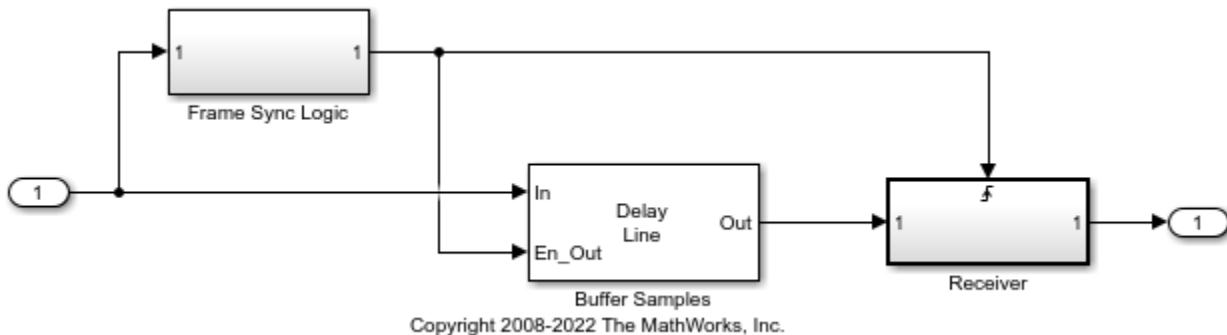 1 1
Frame Sync Logic
1
In
Delay
Line
Out
En_Out
Buffer Samples
1 1
Receiver
1
Copyright 2008-2022 The MathWorks, Inc.